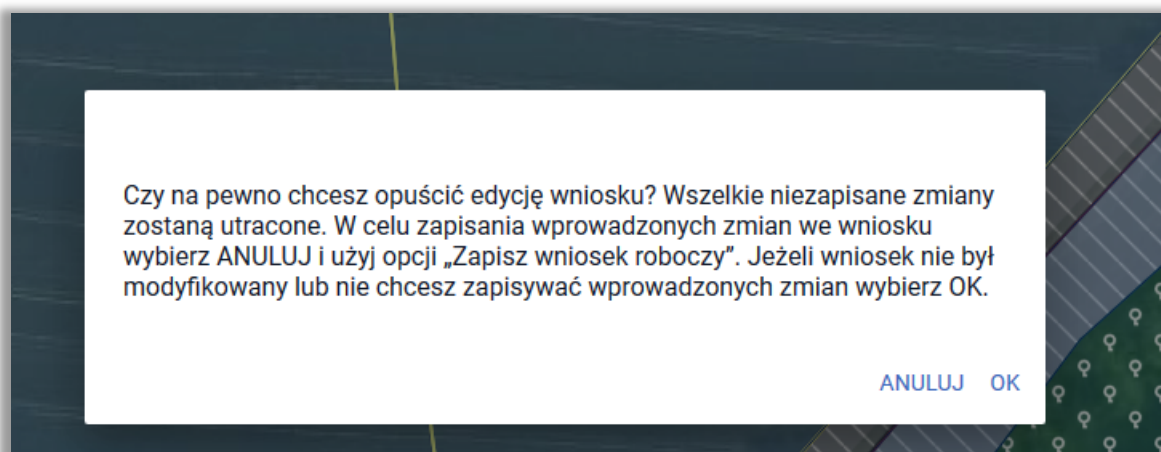 Czy na pewno chcesz opuścić edycję wniosku? Wszelkie niezapisane zmiany
zostaną utracone. W celu zapisania wprowadzonych zmian we wniosku
wybierz ANULUJ i użyj opcji „Zapisz wniosek roboczy”. Jeżeli wniosek nie był
modyfikowany lub nie chcesz zapisywać wprowadzonych zmian wybierz OK.
ANULUJ OK